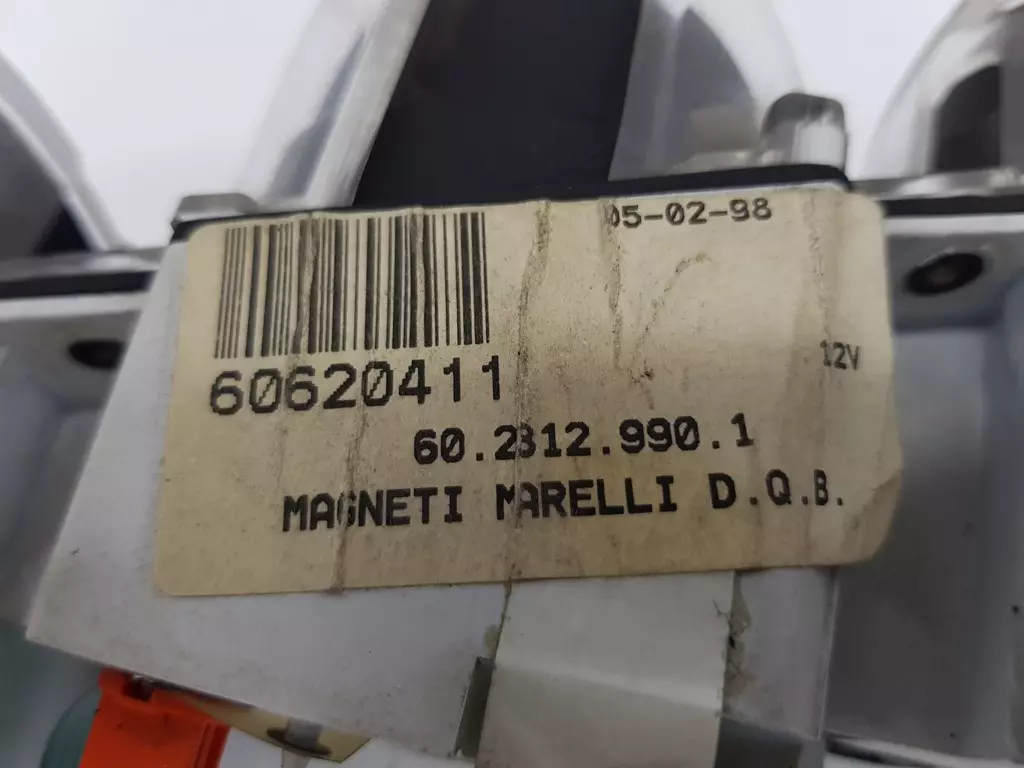 05-02-98
60620411
12V
60.2312.990.1
MAGNETI MARELLI D.Q.B.